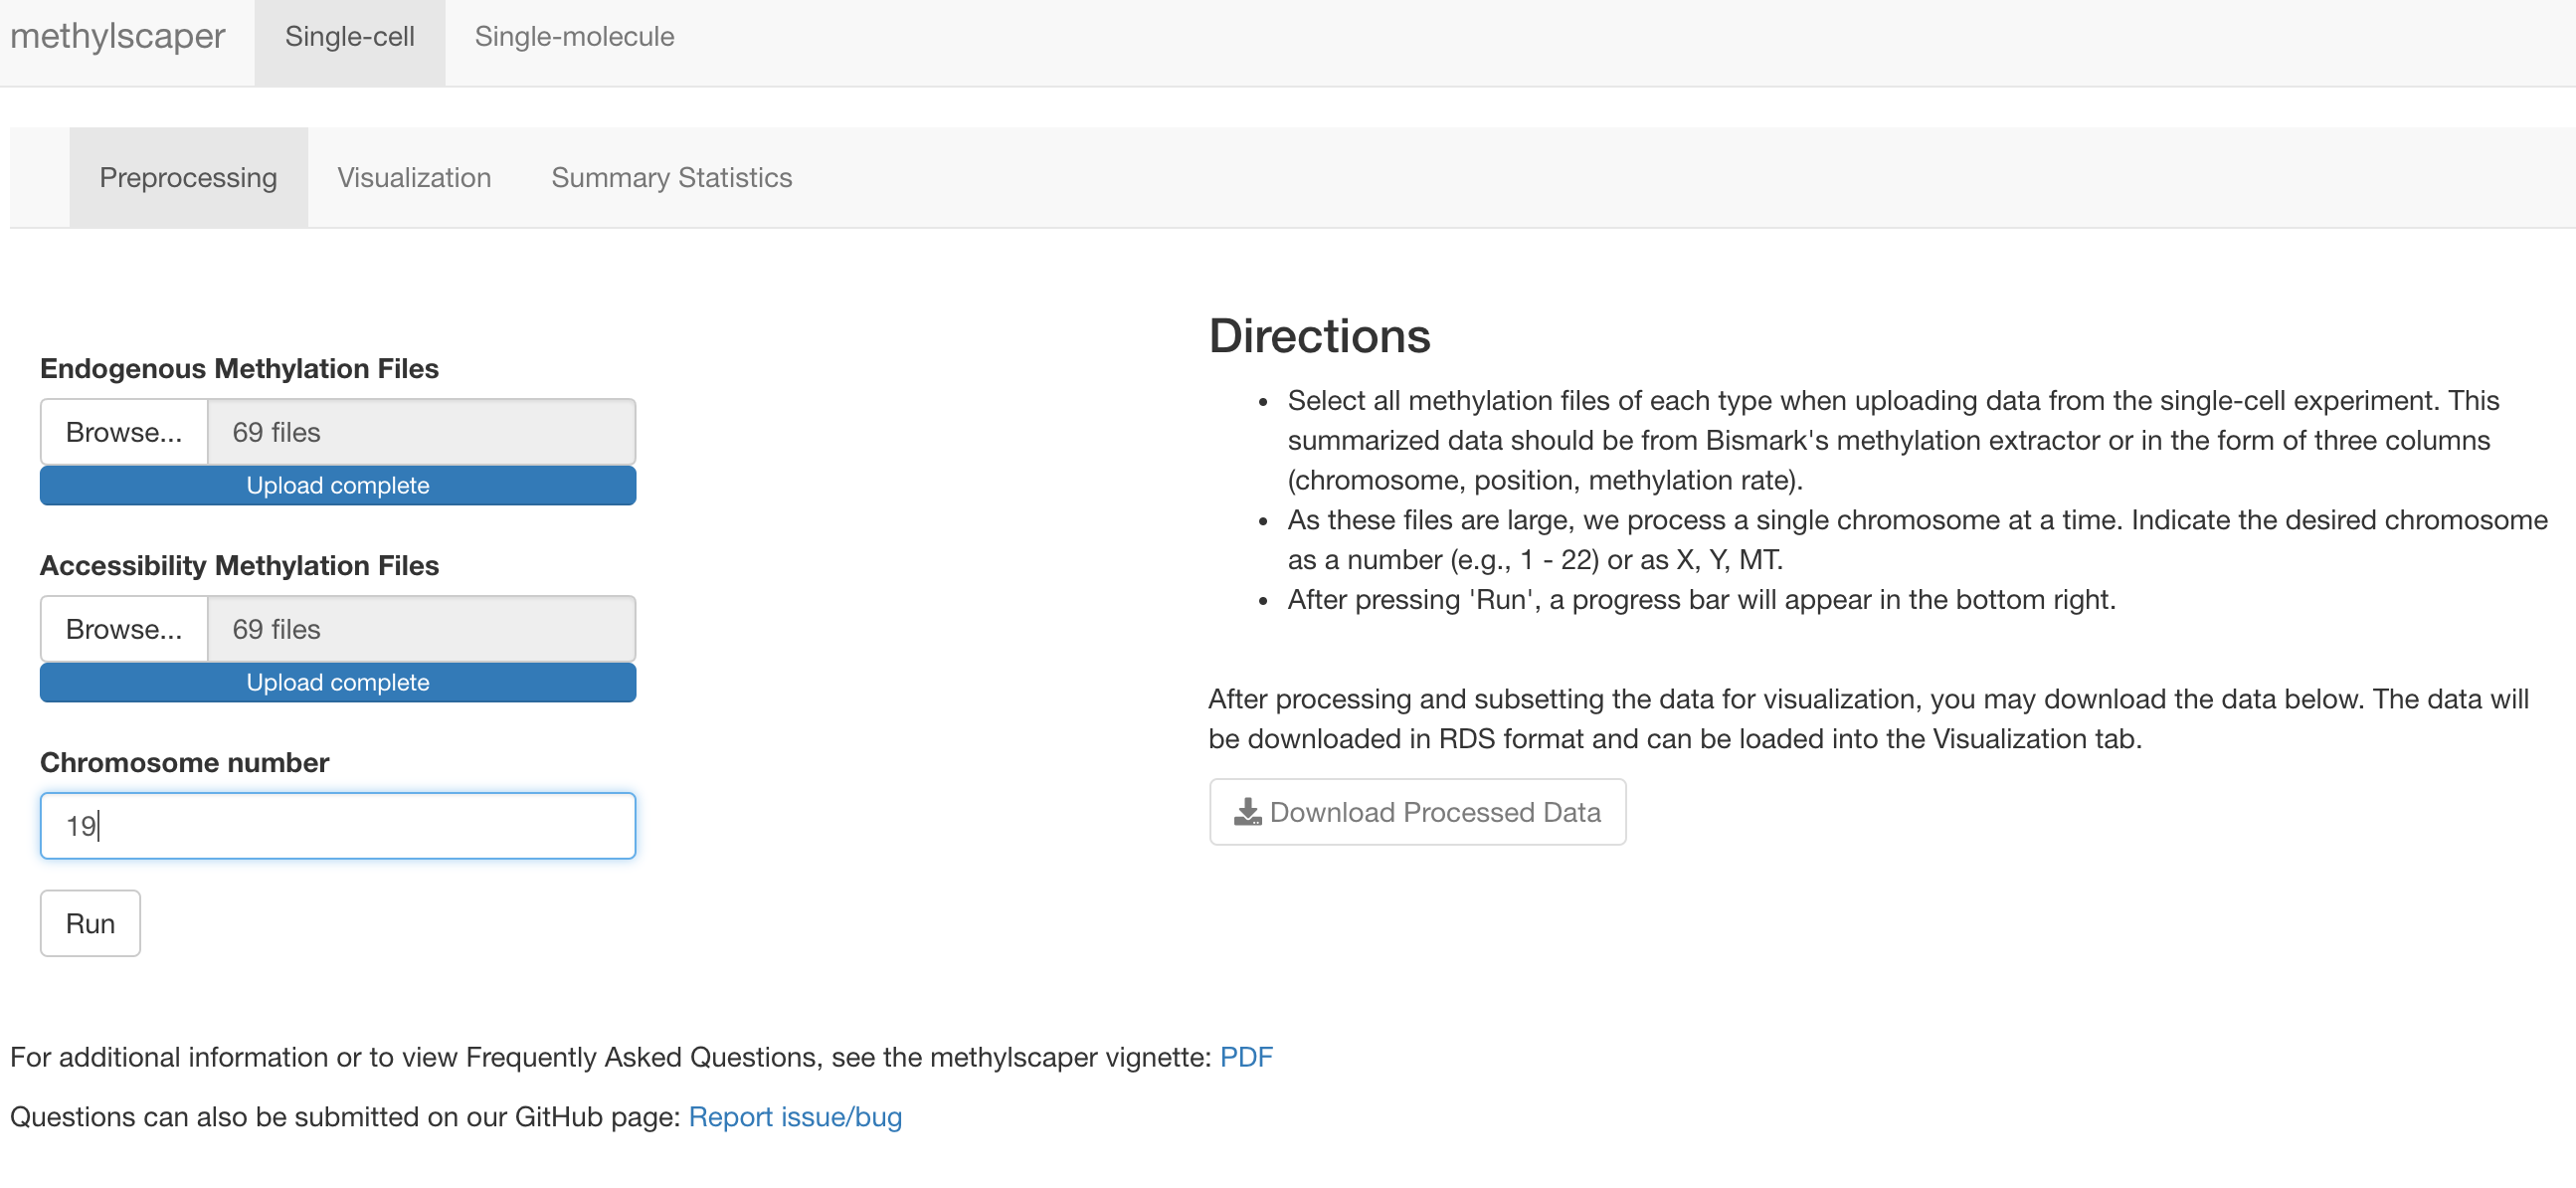 methylscaper Single-cell Single-molecule
Preprocessing Visualization Summary Statistics
Endogenous Methylation Files
Browse... 69 files
Upload complete
Accessibility Methylation Files
Browse... 69 files
Upload complete
Chromosome number
19
Run
Directions
• Select all methylation files of each type when uploading data from the single-cell experiment. This
summarized data should be from Bismark's methylation extractor or in the form of three columns
(chromosome, position, methylation rate).
• As these files are large, we process a single chromosome at a time. Indicate the desired chromosome
as a number (e.g., 1 - 22) or as X, Y, MT.
• After pressing 'Run', a progress bar will appear in the bottom right.
After processing and subsetting the data for visualization, you may download the data below. The data will
be downloaded in RDS format and can be loaded into the Visualization tab.
Download Processed Data
For additional information or to view Frequently Asked Questions, see the methylscaper vignette: PDF
Questions can also be submitted on our GitHub page: Report issue/bug